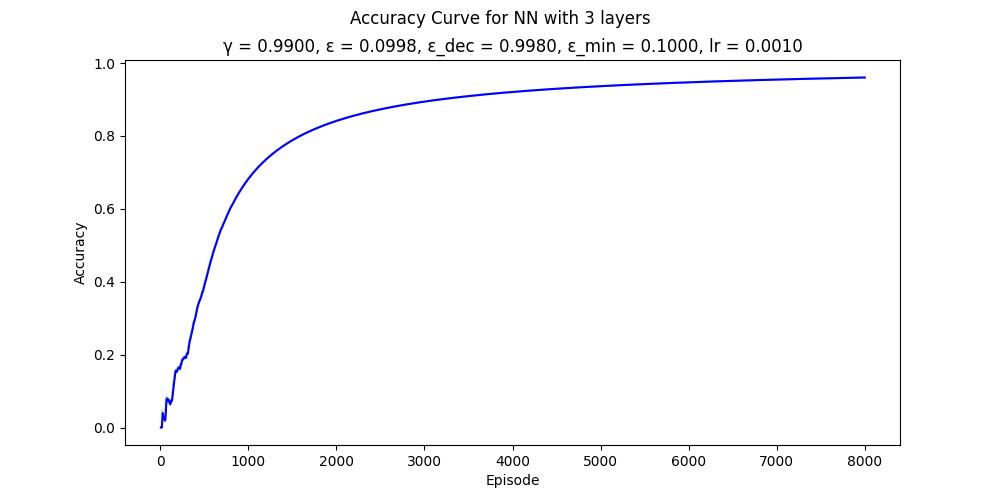 Accuracy Curve for NN with 3 layers
γ = 0.9900, ε = 0.0998, ε_dec = 0.9980, ε_min = 0.1000, lr = 0.0010
1.0
0.8
0.6
0.4
0.2
0.0
Accuracy
0 1000 2000 3000 4000 5000 6000 7000 8000
Episode